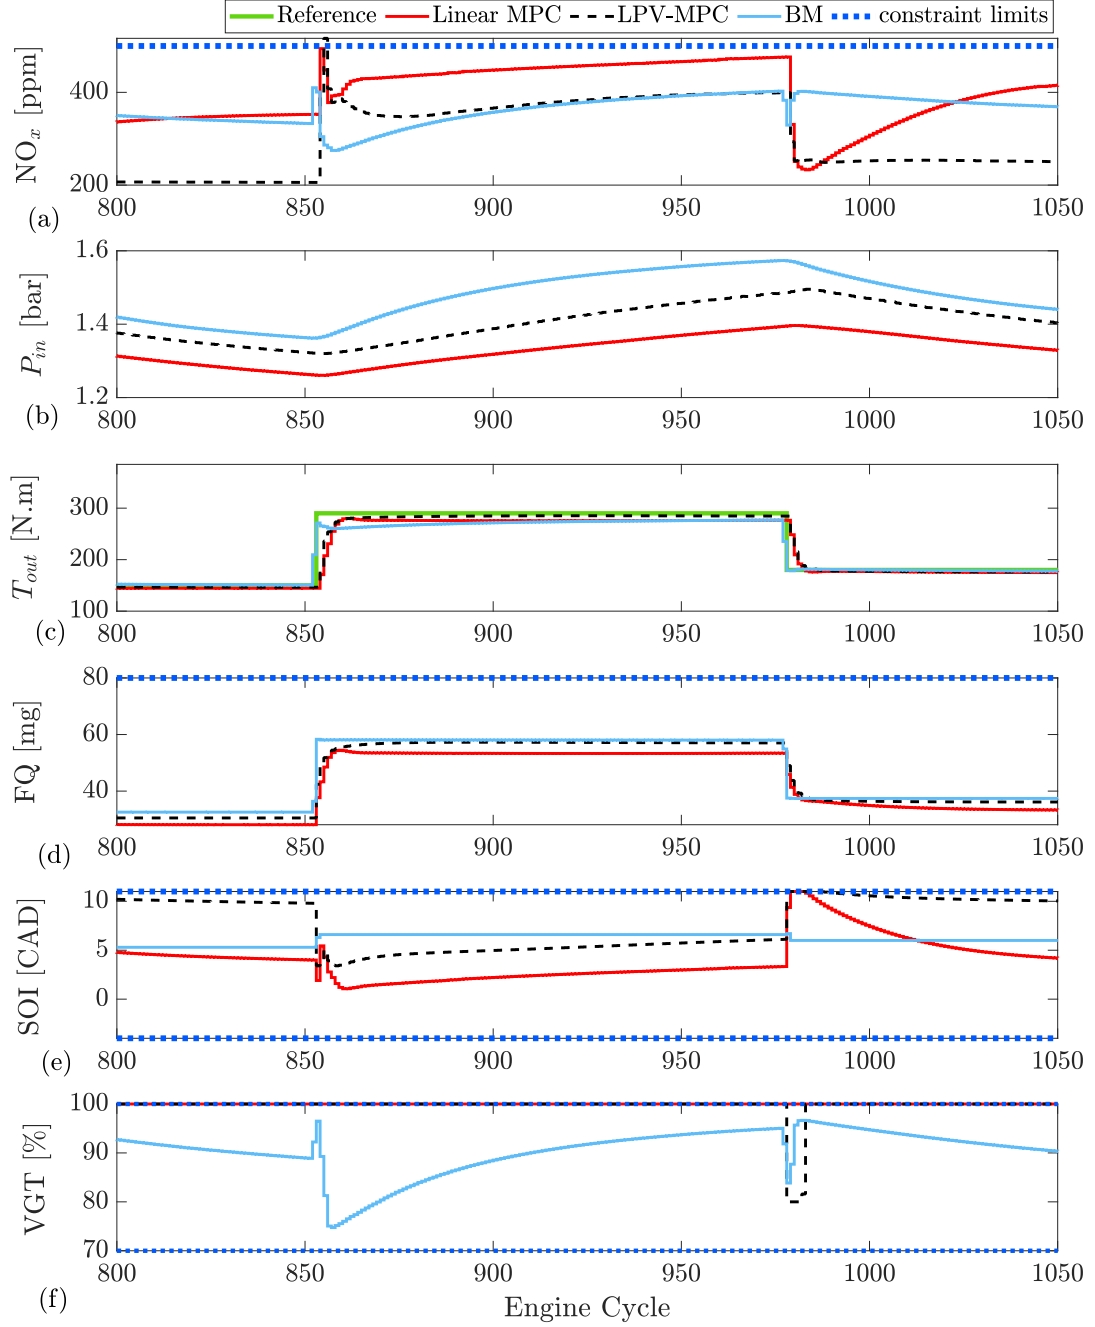 Reference Linear MPC LPV-MPC BM constraint limits
NOx [ppm]
400
200
800 850 900 950 1000 1050
(a)
Pin [bar]
1.6
1.4
1.2
800 850 900 950 1000 1050
(b)
Tout [N.m]
300
200
100
800 850 900 950 1000 1050
(c)
FQ [mg]
80
60
40
800 850 900 950 1000 1050
(d)
SOI [CAD]
10
5
0
800 850 900 950 1000 1050
(e)
VGT [%]
100
90
80
70
800 850 900 950 1000 1050
(f)
Engine Cycle